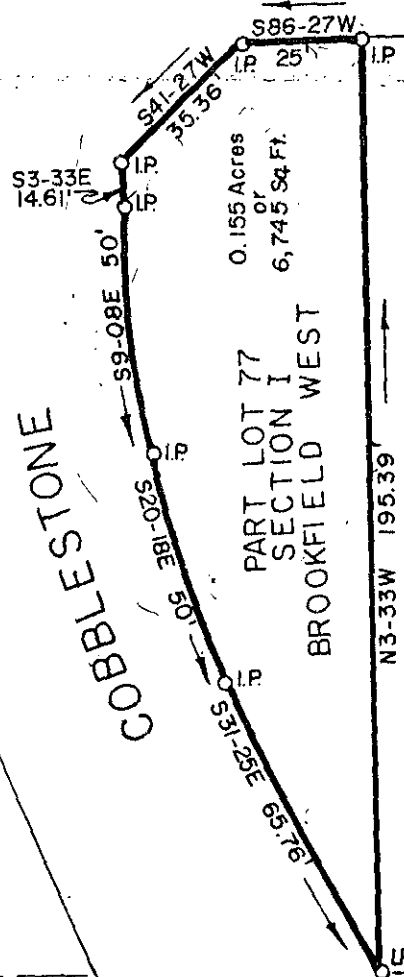 S86-27W
25'
I.P.
I.P.
S41-27W
35.36'
I.P.
S3-33E
14.61'
I.P.
0.155 Acres
or
6,745 Sq. Ft.
S9-08E 50'
I.P.
COBBLESTONE
PART LOT 77
SECTION I
BROOKFIELD WEST
S20-18E 50'
I.P.
N3-33W 195.39'
S31-25E 65.76'